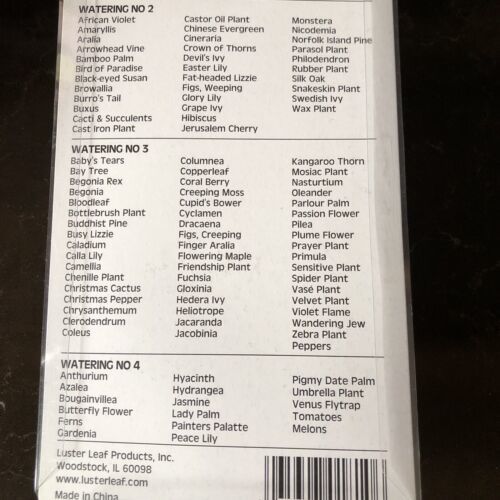 WATERING NO 2
African Violet
Amaryllis
Aralia
Arrowhead Vine
Bamboo Palm
Bird of Paradise
Black-eyed Susan
Browallia
Burro's Tail
Buxus
Cacti & Succulents
Cast Iron Plant
Castor Oil Plant
Chinese Evergreen
Cineraria
Crown of Thorns
Devil's Ivy
Easter Lily
Fat-headed Lizzie
Figs, Weeping
Glory Lily
Grape Ivy
Hibiscus
Jerusalem Cherry
Monstera
Nicodemia
Norfolk Island Pine
Parasol Plant
Philodendron
Rubber Plant
Silk Oak
Snakeskin Plant
Swedish Ivy
Wax Plant
WATERING NO 3
Baby's Tears
Bay Tree
Begonia Rex
Begonia
Bloodleaf
Bottlebrush Plant
Buddhist Pine
Busy Lizzie
Caladium
Calla Lily
Camellia
Chenille Plant
Christmas Cactus
Christmas Pepper
Chrysanthemum
Clerodendrum
Coleus
Columnea
Copperleaf
Coral Berry
Creeping Moss
Cupid's Bower
Cyclamen
Dracaena
Figs, Creeping
Finger Aralia
Flowering Maple
Friendship Plant
Fuchsia
Gloxinia
Hedera Ivy
Heliotrope
Jacaranda
Jacobinia
Kangaroo Thorn
Mosiac Plant
Nasturtium
Oleander
Parlour Palm
Passion Flower
Pilea
Plume Flower
Prayer Plant
Primula
Sensitive Plant
Spider Plant
Vasé Plant
Velvet Plant
Violet Flame
Wandering Jew
Zebra Plant
Peppers
WATERING NO 4
Anthurium
Azalea
Bougainvillea
Butterfly Flower
Ferns
Gardenia
Hyacinth
Hydrangea
Jasmine
Lady Palm
Painters Palette
Peace Lily
Pigmy Date Palm
Umbrella Plant
Venus Flytrap
Tomatoes
Melons
Luster Leaf Products, Inc.
Woodstock, IL 60098
www.lusterleaf.com
Made in China